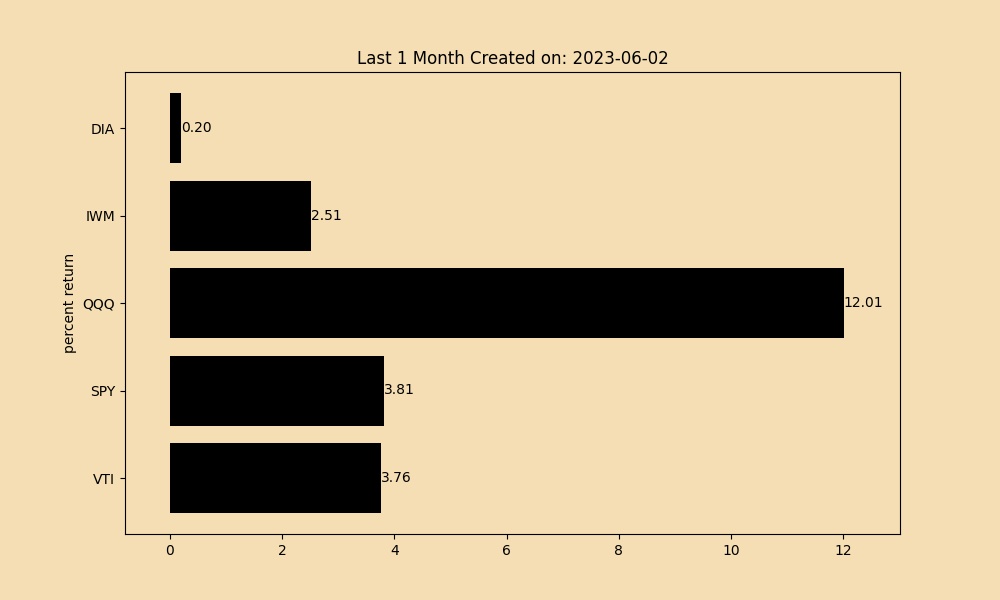 Last 1 Month Created on: 2023-06-02
percent return
DIA 0.20
IWM 2.51
QQQ 12.01
SPY 3.81
VTI 3.76
0 2 4 6 8 10 12